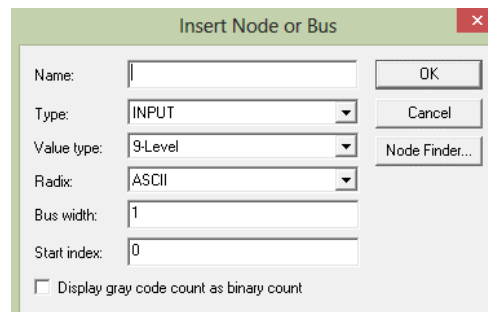 Insert Node or Bus
Name:
OK
Type:
INPUT
Cancel
Value type:
9-Level
Node Finder...
Radix:
ASCII
Bus width:
1
Start index:
0
Display gray code count as binary count